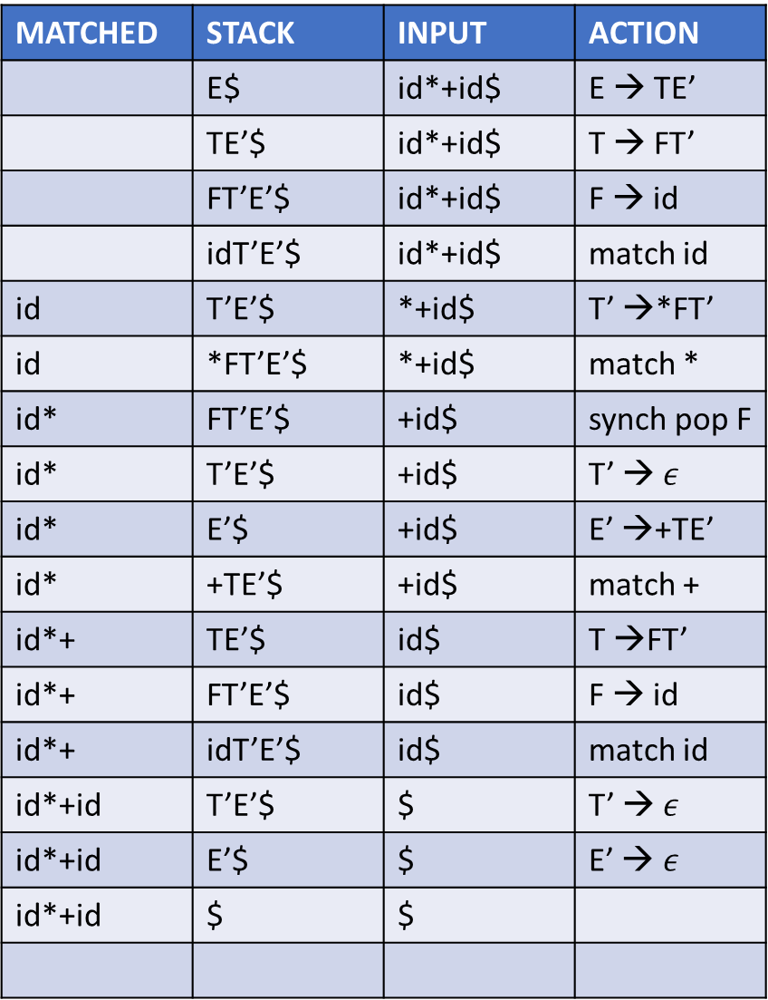 MATCHED STACK INPUT ACTION
E$ id*+id$ E → TE’
TE’$ id*+id$ T → FT’
FT’E’$ id*+id$ F → id
idT’E’$ id*+id$ match id
id T’E’$ *+id$ T’ →*FT’
id *FT’E’$ *+id$ match *
id* FT’E’$ +id$ synch pop F
id* T’E’$ +id$ T’ → ϵ
id* E’$ +id$ E’ →+TE’
id* +TE’$ +id$ match +
id*+ TE’$ id$ T →FT’
id*+ FT’E’$ id$ F → id
id*+ idT’E’$ id$ match id
id*+id T’E’$ $ T’ → ϵ
id*+id E’$ $ E’ → ϵ
id*+id $ $